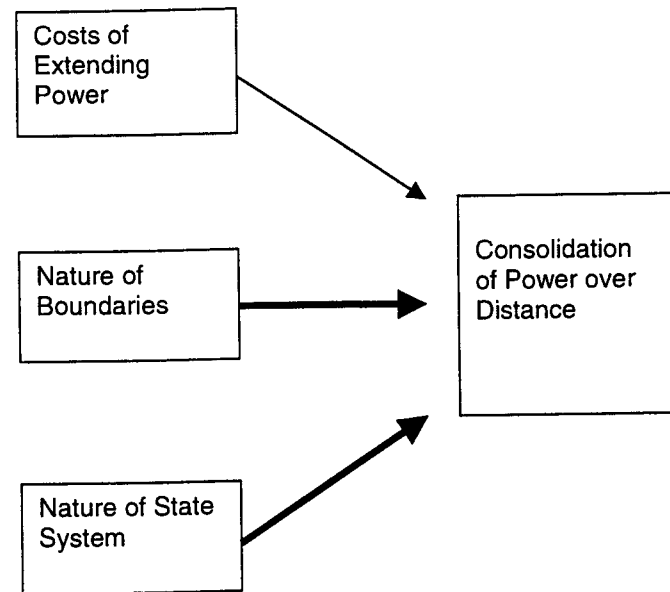 Costs of
Extending
Power
Nature of
Boundaries
Consolidation
of Power over
Distance
Nature of State
System